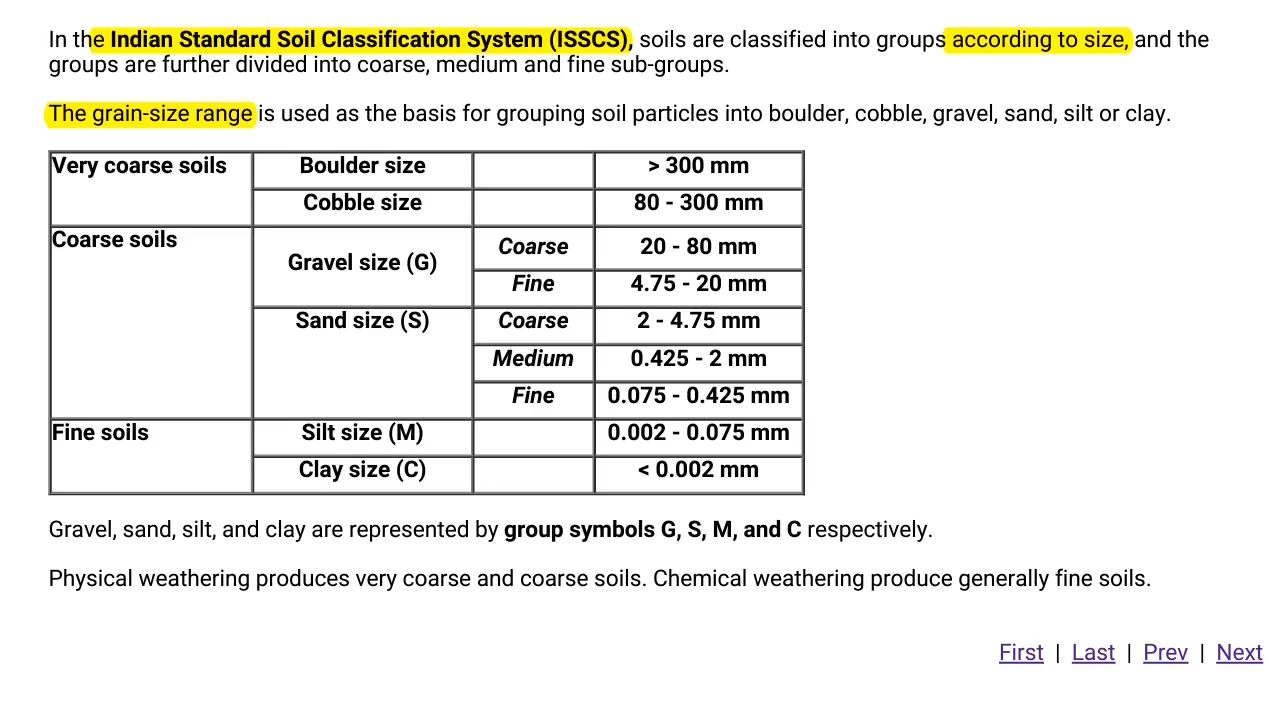 In the Indian Standard Soil Classification System (ISSCS), soils are classified into groups according to size, and the
groups are further divided into coarse, medium and fine sub-groups.
The grain-size range is used as the basis for grouping soil particles into boulder, cobble, gravel, sand, silt or clay.
Very coarse soils Boulder size > 300 mm
Cobble size 80 - 300 mm
Coarse soils Gravel size (G) Coarse 20 - 80 mm
Fine 4.75 - 20 mm
Sand size (S) Coarse 2 - 4.75 mm
Medium 0.425 - 2 mm
Fine 0.075 - 0.425 mm
Fine soils Silt size (M) 0.002 - 0.075 mm
Clay size (C) < 0.002 mm
Gravel, sand, silt, and clay are represented by group symbols G, S, M, and C respectively.
Physical weathering produces very coarse and coarse soils. Chemical weathering produce generally fine soils.
First | Last | Prev | Next